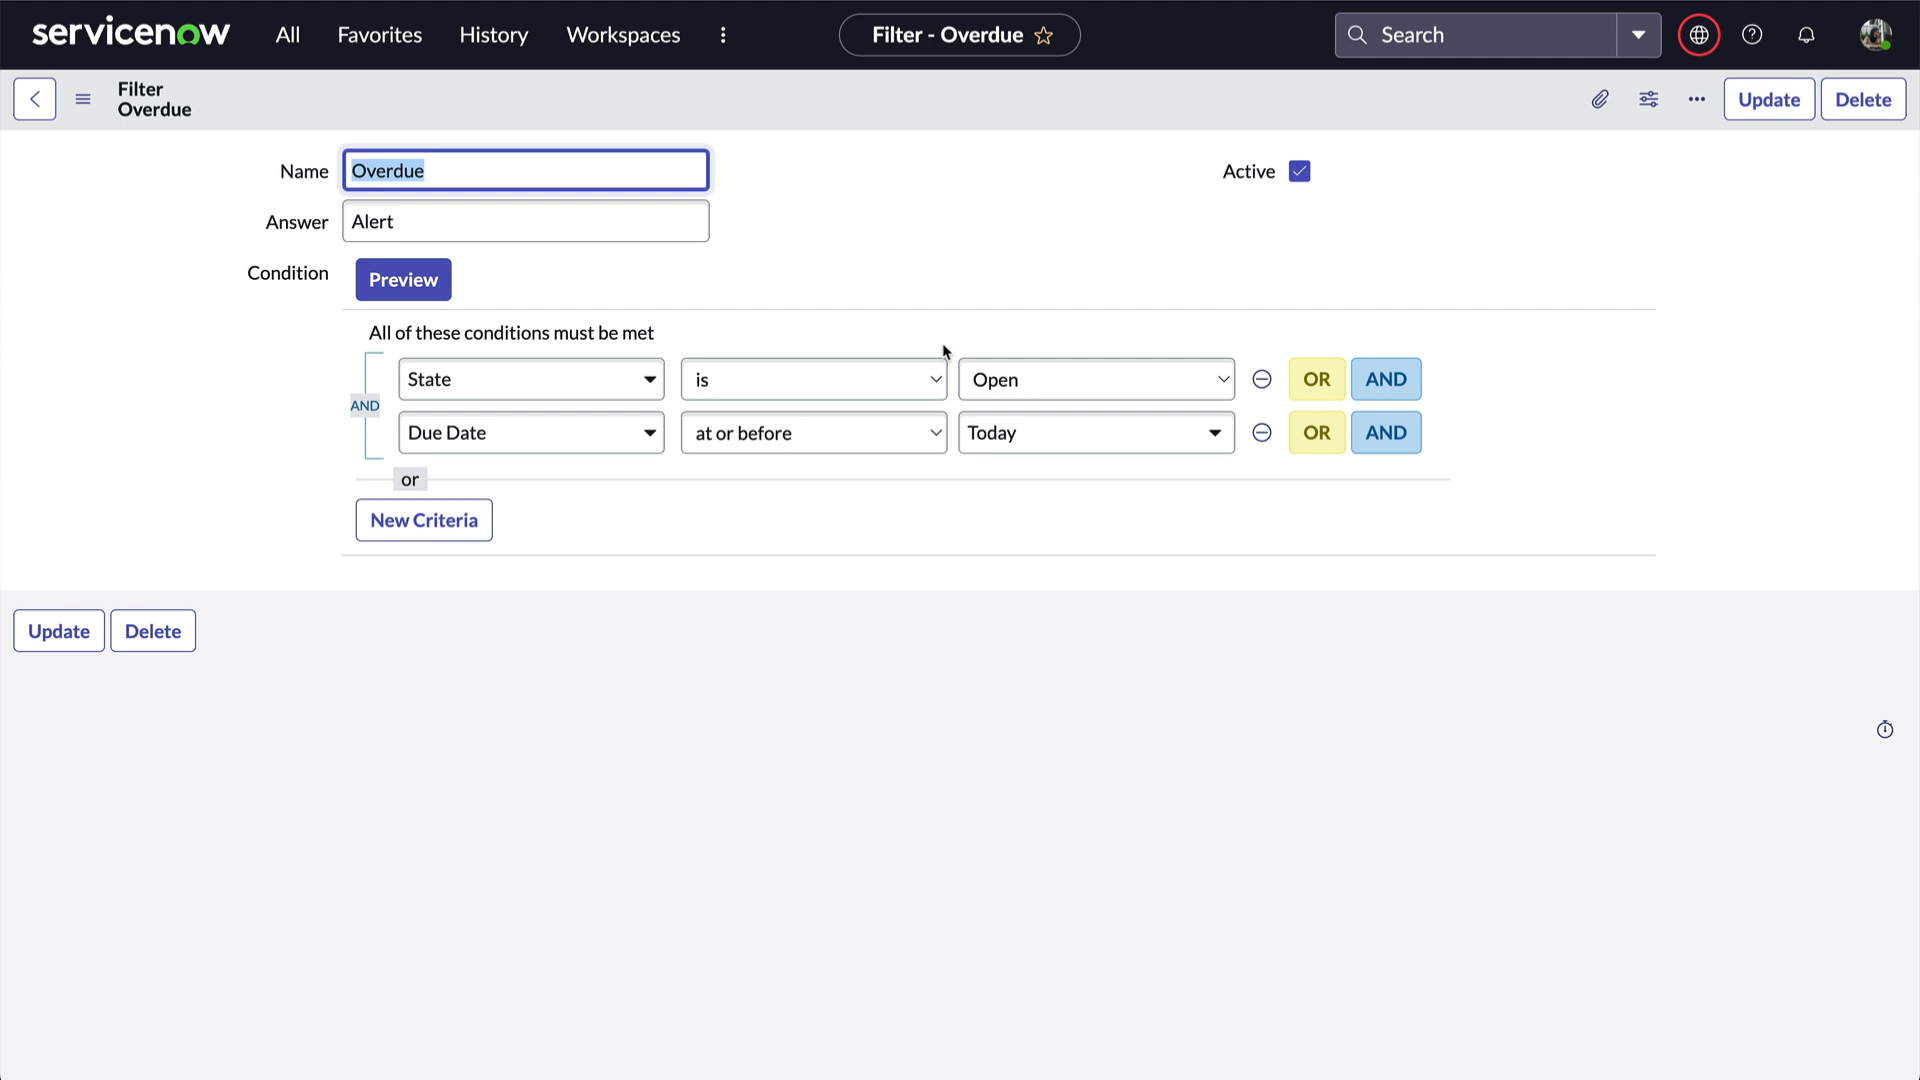 servicenow All Favorites History Workspaces Filter - Overdue Search
Filter
Overdue
Update Delete
Name Overdue Active
Answer Alert
Condition Preview
All of these conditions must be met
State is Open OR AND
AND
Due Date at or before Today OR AND
or
New Criteria
Update Delete